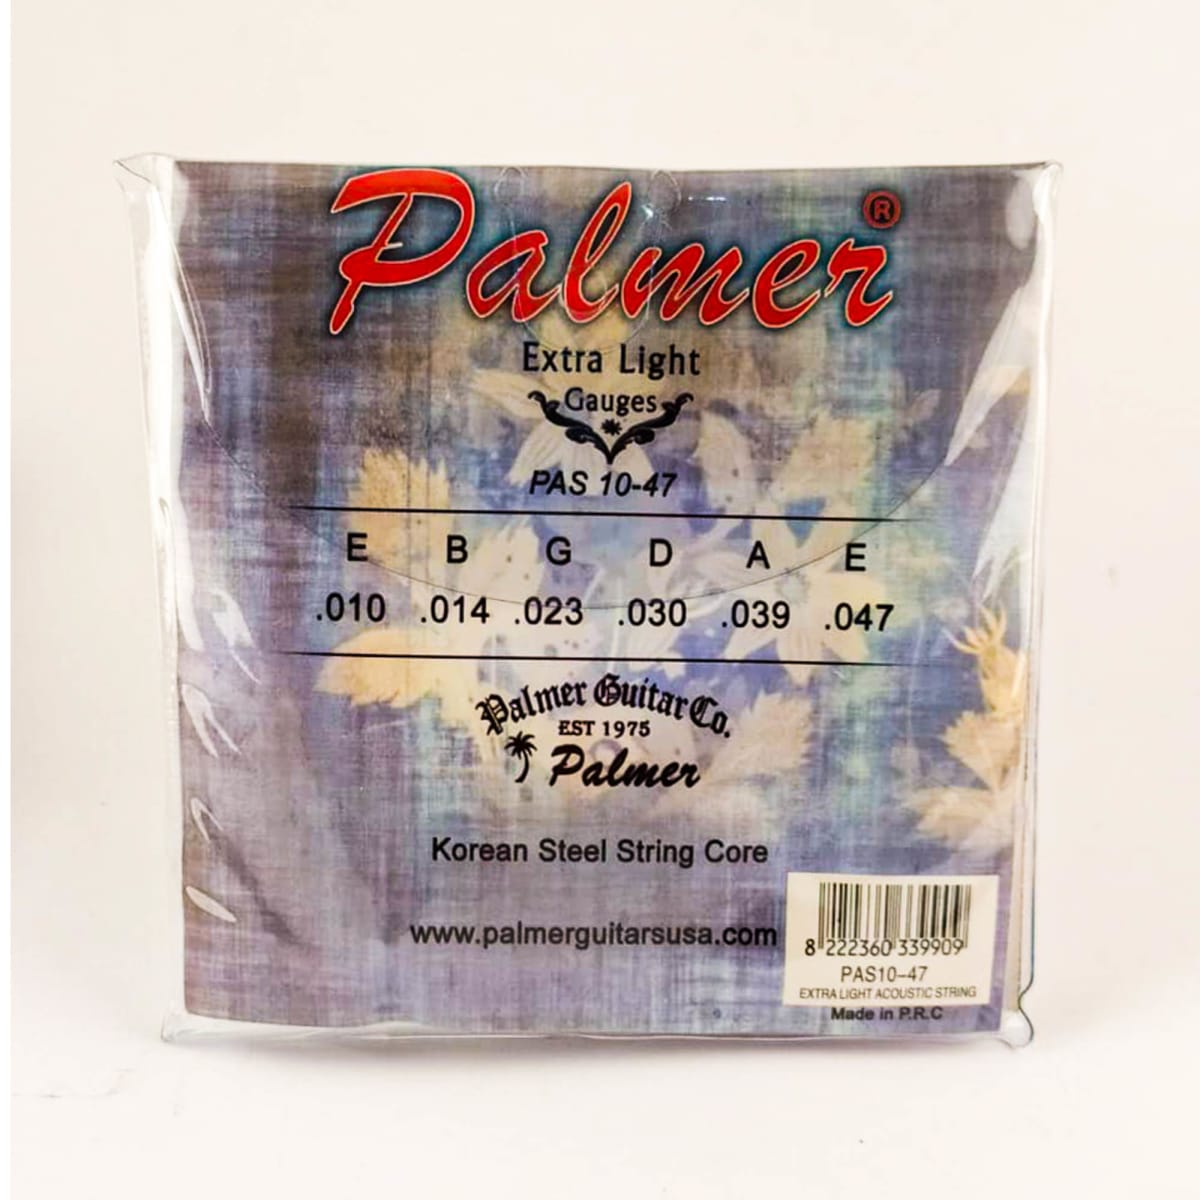 Palmer®
Extra Light
Gauges
PAS 10-47
E B G D A E
.010 .014 .023 .030 .039 .047
Palmer Guitar Co.
EST 1975
Palmer
Korean Steel String Core
www.palmerguitarsusa.com
8 222360 339909
PAS10-47
EXTRA LIGHT ACOUSTIC STRING
Made in P.R.C